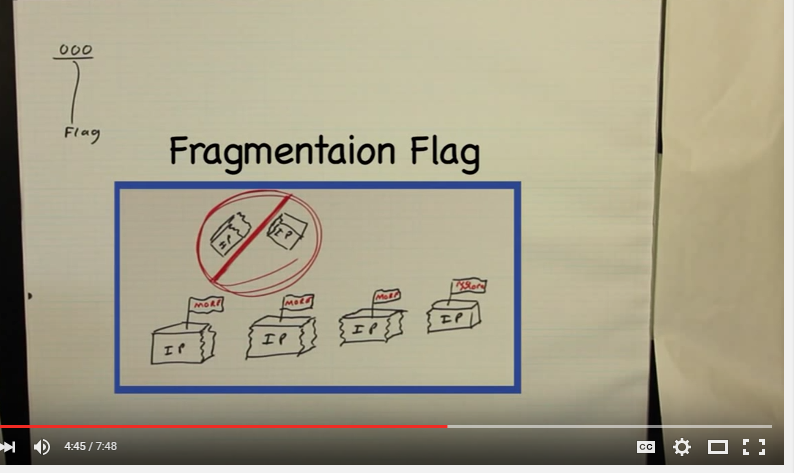 000
Flag
Fragmentaion Flag
IP IP
MORE MORE MORE
IP IP IP IP
4:45 / 7:48
CC